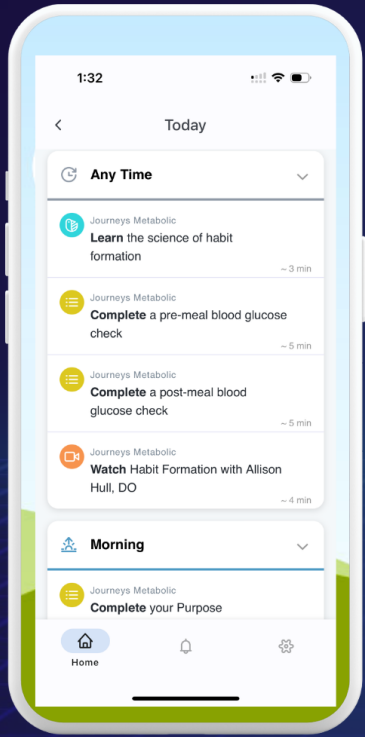 1:32
Today
Any Time
Journeys Metabolic
Learn the science of habit
formation
~ 3 min
Journeys Metabolic
Complete a pre-meal blood glucose
check
~ 5 min
Journeys Metabolic
Complete a post-meal blood
glucose check
~ 5 min
Journeys Metabolic
Watch Habit Formation with Allison
Hull, DO
~ 4 min
Morning
Journeys Metabolic
Complete your Purpose
Home